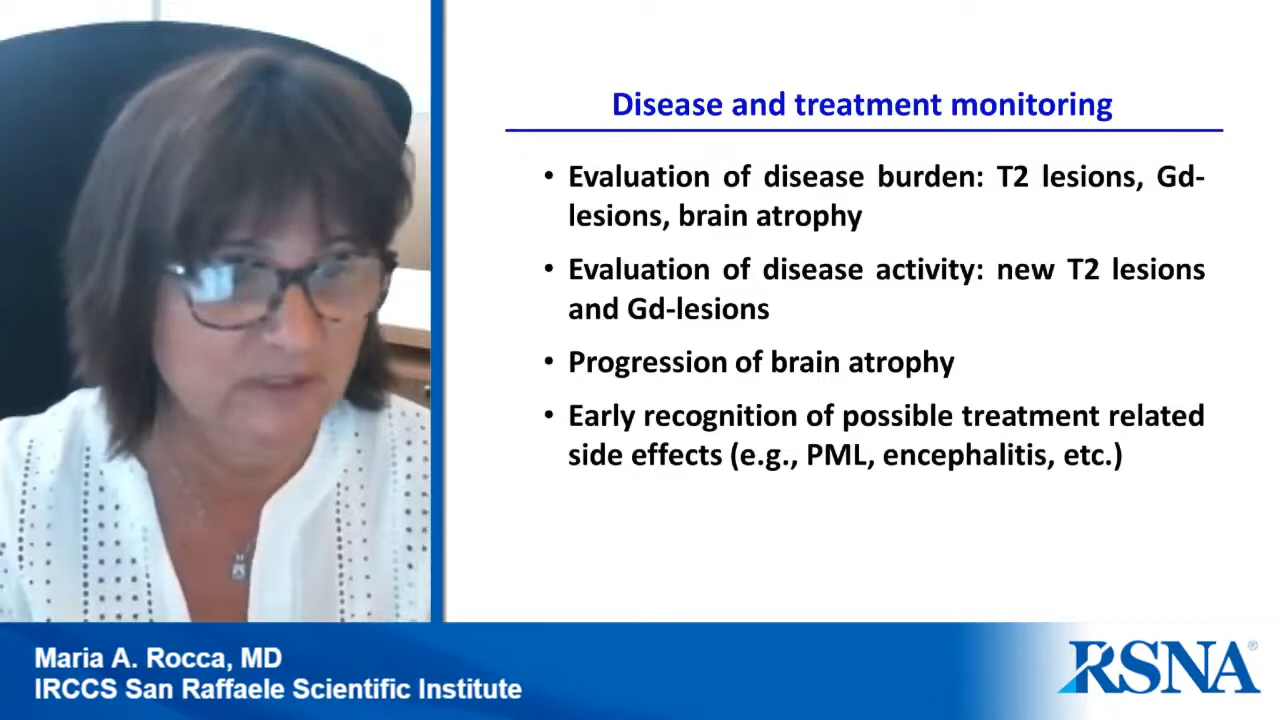 Disease and treatment monitoring
• Evaluation of disease burden: T2 lesions, Gd-
lesions, brain atrophy
• Evaluation of disease activity: new T2 lesions
and Gd-lesions
• Progression of brain atrophy
• Early recognition of possible treatment related
side effects (e.g., PML, encephalitis, etc.)
Maria A. Rocca, MD
IRCCS San Raffaele Scientific Institute
RSNA®